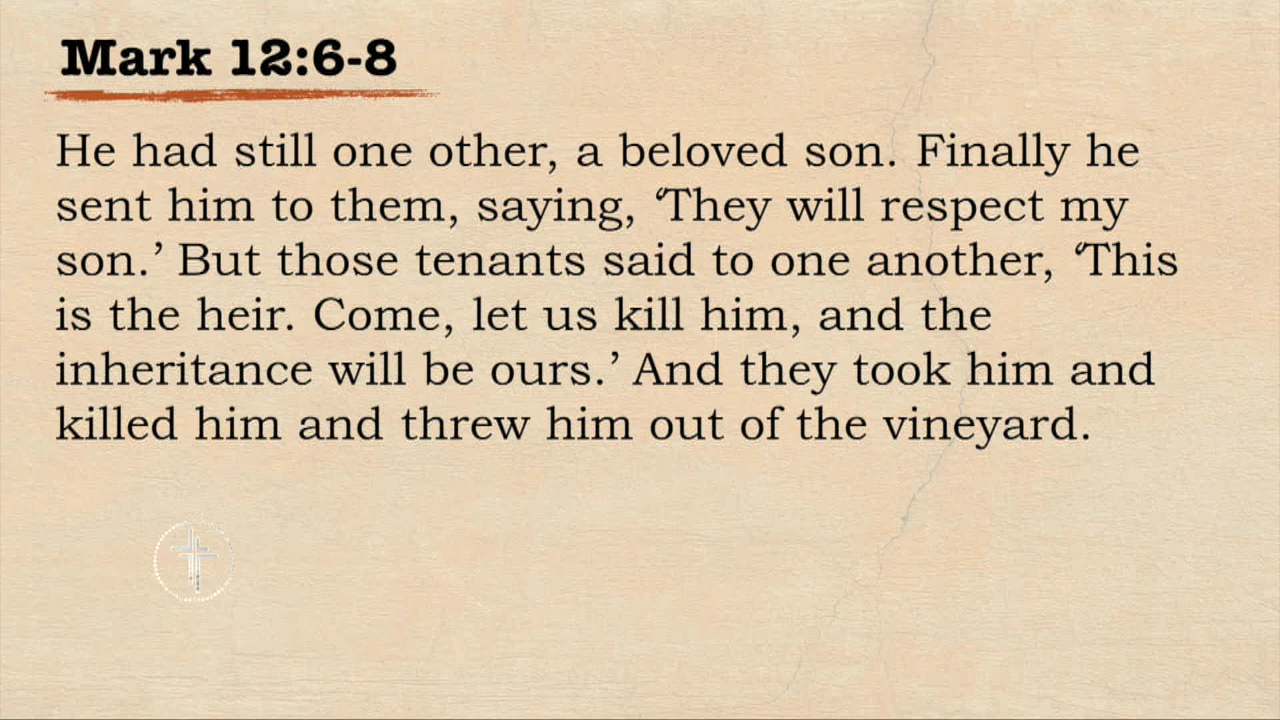 Mark 12:6-8
He had still one other, a beloved son. Finally he
sent him to them, saying, ‘They will respect my
son.’ But those tenants said to one another, ‘This
is the heir. Come, let us kill him, and the
inheritance will be ours.’ And they took him and
killed him and threw him out of the vineyard.